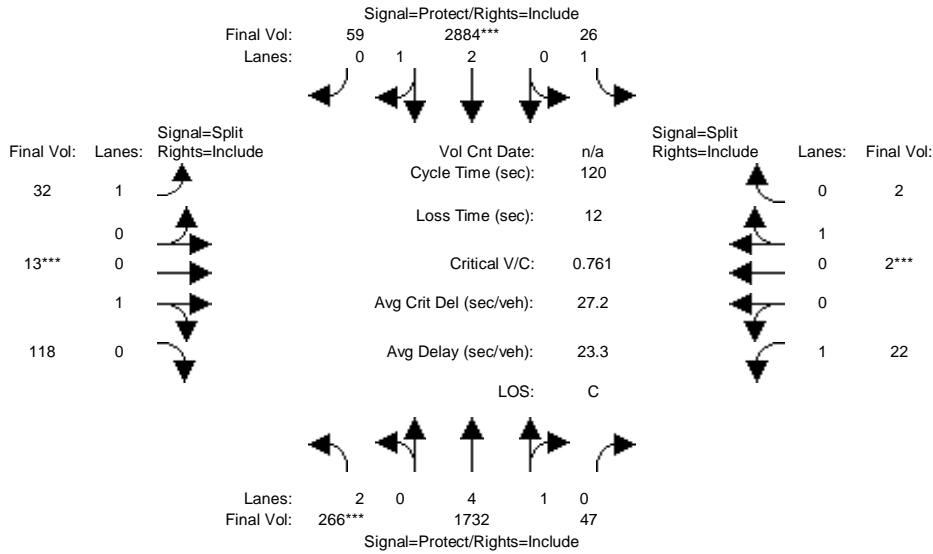 Signal=Protect/Rights=Include
Final Vol: 59 2884*** 26
Lanes: 0 1 2 0 1
Signal=Split
Final Vol: Lanes: Rights=Include
Vol Cnt Date: n/a
Signal=Split
Rights=Include Lanes: Final Vol:
Cycle Time (sec): 120
32 1
0 2
Loss Time (sec): 12
0
1
13*** 0
Critical V/C: 0.761
0 2***
1
Avg Crit Del (sec/veh): 27.2
0
118 0
Avg Delay (sec/veh): 23.3
1 22
LOS: C
Lanes: 2 0 4 1 0
Final Vol: 266*** 1732 47
Signal=Protect/Rights=Include